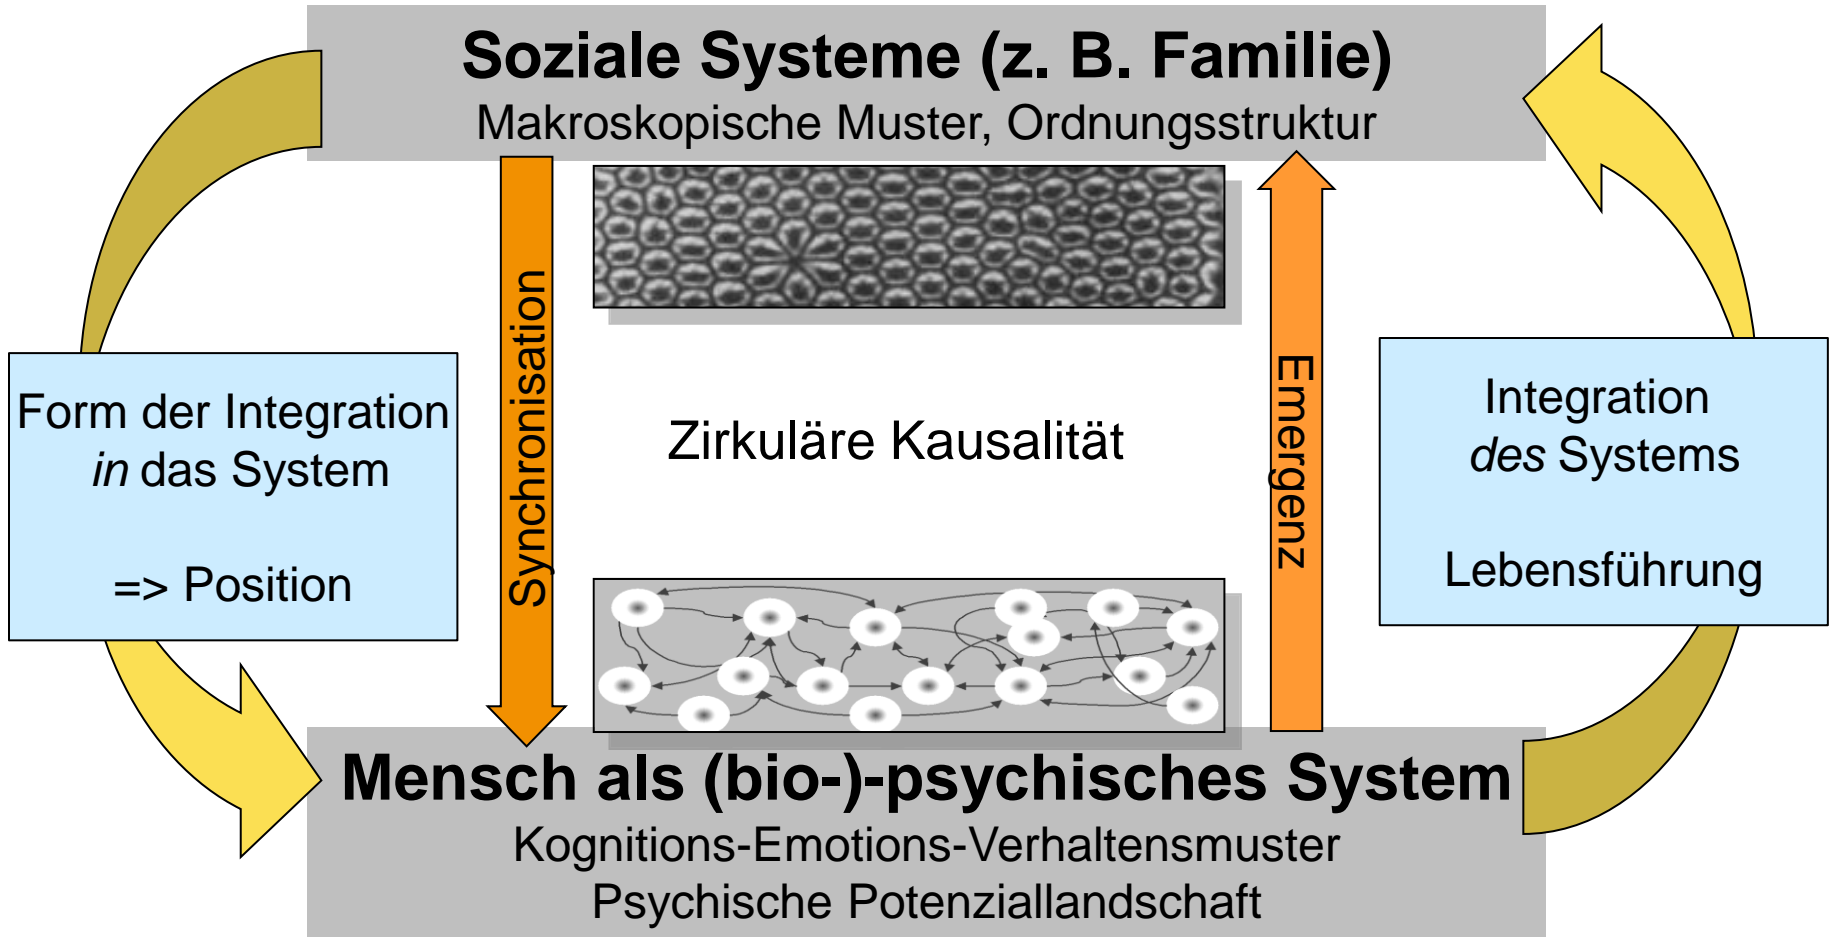 Soziale Systeme (z. B. Familie)
Makroskopische Muster, Ordnungsstruktur
Synchronisation
Emergenz
Form der Integration
in das System
=> Position
Zirkuläre Kausalität
Integration
des Systems
Lebensführung
Mensch als (bio-)-psychisches System
Kognitions-Emotions-Verhaltensmuster
Psychische Potenziallandschaft